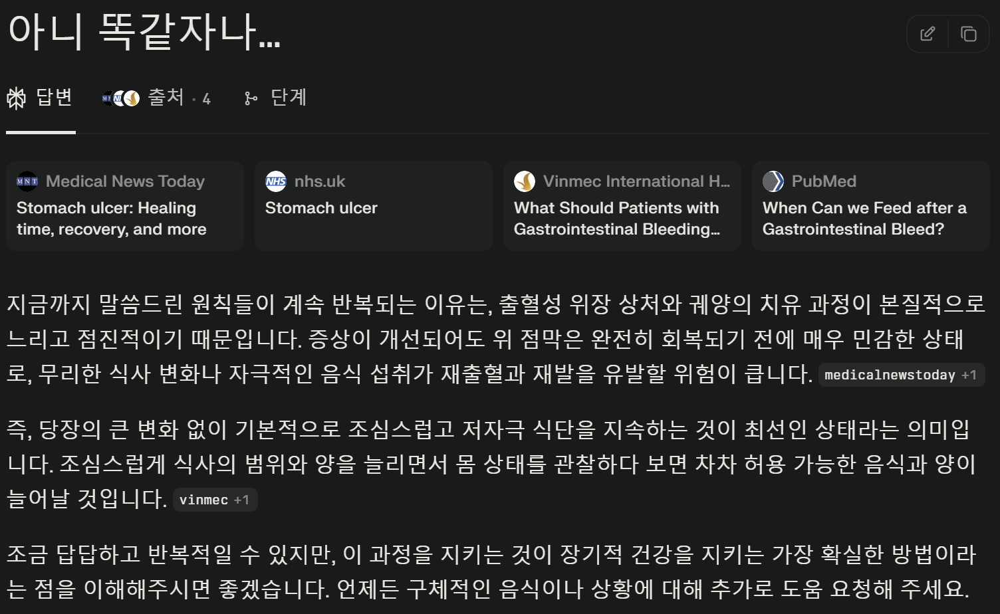 아니 똑같자나...
답변
출처 · 4
단계
MNT Medical News Today
Stomach ulcer: Healing
time, recovery, and more
NHS nhs.uk
Stomach ulcer
Vinmec International H...
What Should Patients with
Gastrointestinal Bleeding...
PubMed
When Can we Feed after a
Gastrointestinal Bleed?
지금까지 말씀드린 원칙들이 계속 반복되는 이유는, 출혈성 위장 상처와 궤양의 치유 과정이 본질적으로
느리고 점진적이기 때문입니다. 증상이 개선되어도 위 점막은 완전히 회복되기 전에 매우 민감한 상태
로, 무리한 식사 변화나 자극적인 음식 섭취가 재출혈과 재발을 유발할 위험이 큽니다. medicalnewstoday +1
즉, 당장의 큰 변화 없이 기본적으로 조심스럽고 저자극 식단을 지속하는 것이 최선인 상태라는 의미입
니다. 조심스럽게 식사의 범위와 양을 늘리면서 몸 상태를 관찰하다 보면 차차 허용 가능한 음식과 양이
늘어날 것입니다. vinmec +1
조금 답답하고 반복적일 수 있지만, 이 과정을 지키는 것이 장기적 건강을 지키는 가장 확실한 방법이라
는 점을 이해해주시면 좋겠습니다. 언제든 구체적인 음식이나 상황에 대해 추가로 도움 요청해 주세요.